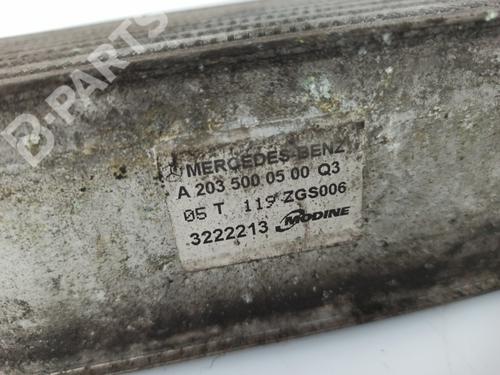 B-PARTS
MERCEDES-BENZ
A 203 500 05 00 Q3
05 T 119 ZGS006
3222213 MODINE